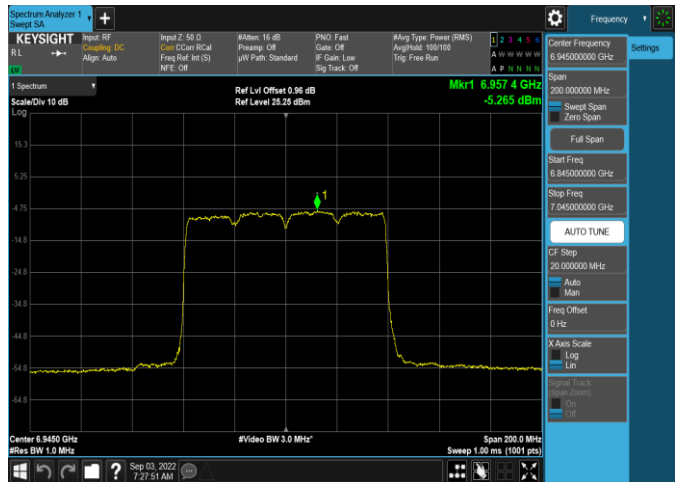 Spectrum Analyzer 1
Swept SA
Frequency
KEYSIGHT
R L
LV
Input: RF
Coupling: DC
Align: Auto
Input Z: 50 Ω
Corr CCorr RCal
Freq Ref: Int (S)
NFE: Off
#Atten: 16 dB
Preamp: Off
µW Path: Standard
PNO: Fast
Gate: Off
IF Gain: Low
Sig Track: Off
#Avg Type: Power (RMS)
Avg|Hold: 100/100
Trig: Free Run
1 2 3 4 5 6
A W W W W W
A P N N N N
1 Spectrum
Scale/Div 10 dB
Log
Ref Lvl Offset 0.96 dB
Ref Level 25.25 dBm
Mkr1 6.957 4 GHz
-5.265 dBm
15.3
5.25
-4.75
-14.8
-24.8
-34.8
-44.8
-54.8
-64.8
1
Center 6.9450 GHz
#Res BW 1.0 MHz
#Video BW 3.0 MHz*
Span 200.0 MHz
Sweep 1.00 ms (1001 pts)
Sep 03, 2022
7:27:51 AM
Center Frequency
6.945000000 GHz
Settings
Span
200.000000 MHz
Swept Span
Zero Span
Full Span
Start Freq
6.845000000 GHz
Stop Freq
7.045000000 GHz
AUTO TUNE
CF Step
20.000000 MHz
Auto
Man
Freq Offset
0 Hz
X Axis Scale
Log
Lin
Signal Track
(Span Zoom)
On
Off